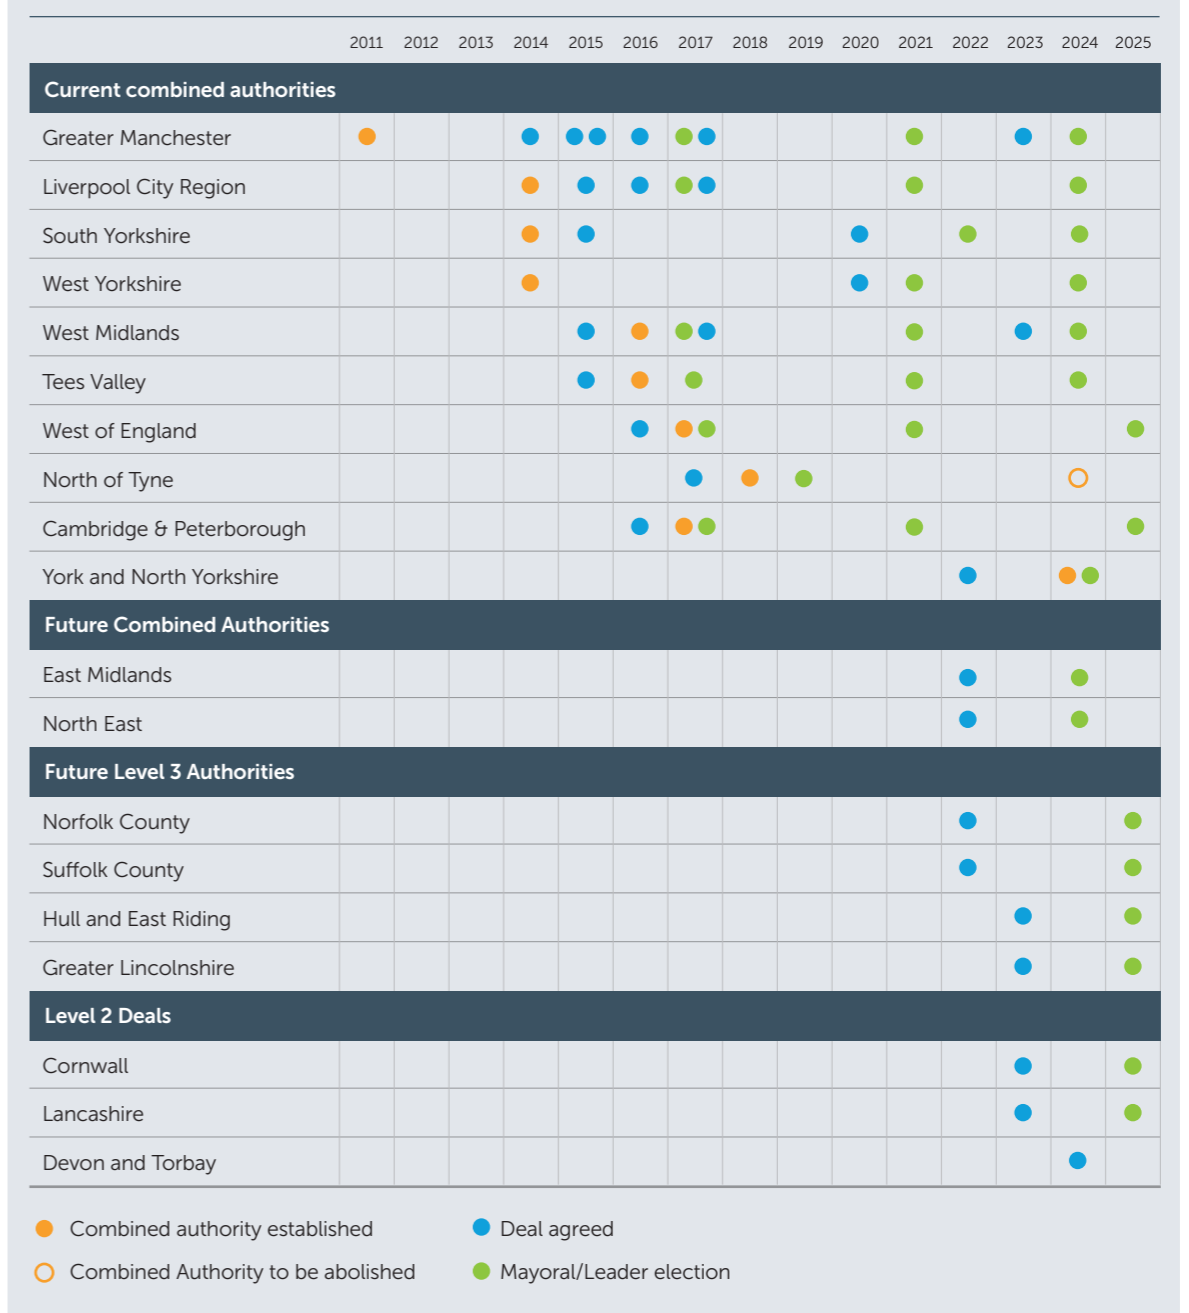 2011 2012 2013 2014 2015 2016 2017 2018 2019 2020 2021 2022 2023 2024 2025
Current combined authorities
Greater Manchester
Liverpool City Region
South Yorkshire
West Yorkshire
West Midlands
Tees Valley
West of England
North of Tyne
Cambridge & Peterborough
York and North Yorkshire
Future Combined Authorities
East Midlands
North East
Future Level 3 Authorities
Norfolk County
Suffolk County
Hull and East Riding
Greater Lincolnshire
Level 2 Deals
Cornwall
Lancashire
Devon and Torbay
Combined authority established Deal agreed
Combined Authority to be abolished Mayoral/Leader election